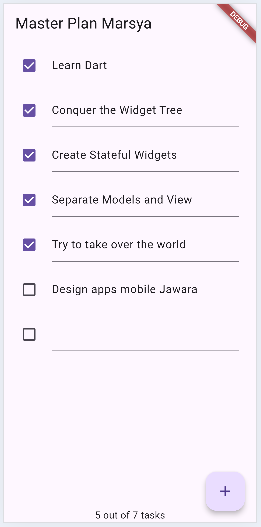 Master Plan Marsya
DEBUG
Learn Dart
Conquer the Widget Tree
Create Stateful Widgets
Separate Models and View
Try to take over the world
Design apps mobile Jawara
5 out of 7 tasks